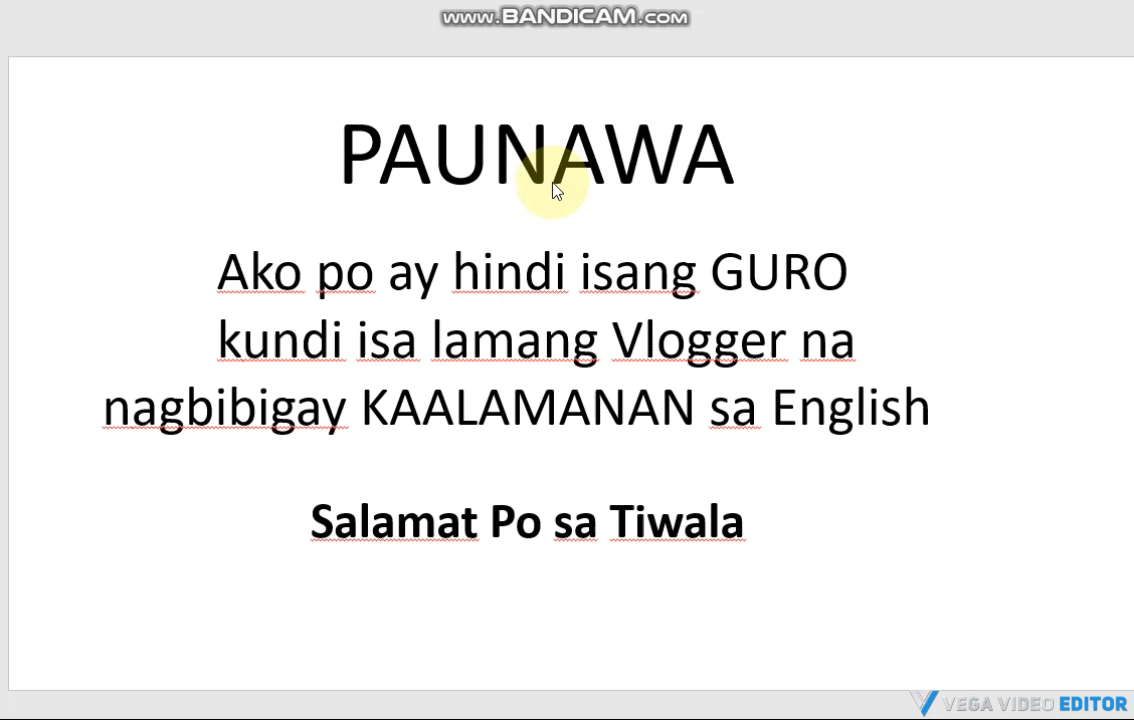 www.BANDICAM.com
PAUNAWA
Ako po ay hindi isang GURO
kundi isa lamang Vlogger na
nagbibigay KAALAMANAN sa English
Salamat Po sa Tiwala
VEGA VIDEO EDITOR